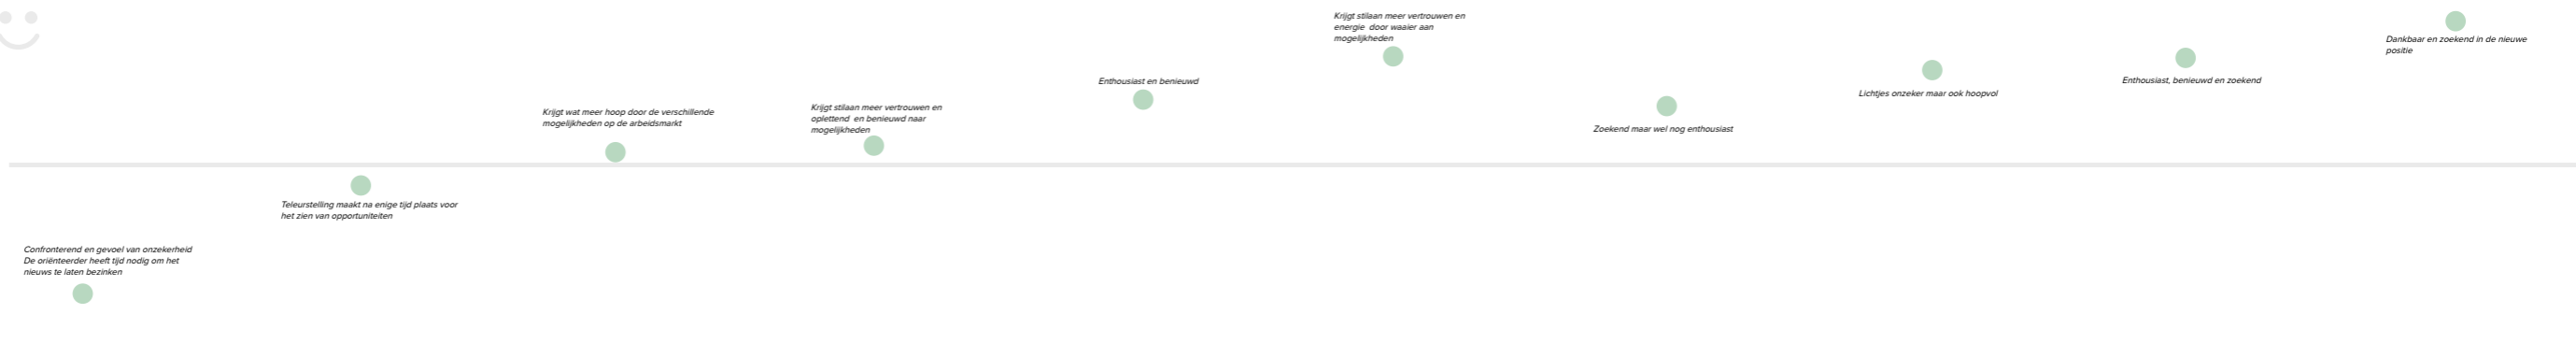 Confronterend en gevoel van onzekerheid
De oriënteerder heeft tijd nodig om het
nieuws te laten bezinken
Teleurstelling maakt na enige tijd plaats voor
het zien van opportuniteiten
Krijgt wat meer hoop door de verschillende
mogelijkheden op de arbeidsmarkt
Krijgt stilaan meer vertrouwen en
oplettend en benieuwd naar
mogelijkheden
Enthousiast en benieuwd
Krijgt stilaan meer vertrouwen en
energie door waaier aan
mogelijkheden
Zoekend maar wel nog enthousiast
Lichtjes onzeker maar ook hoopvol
Enthousiast, benieuwd en zoekend
Dankbaar en zoekend in de nieuwe
positie